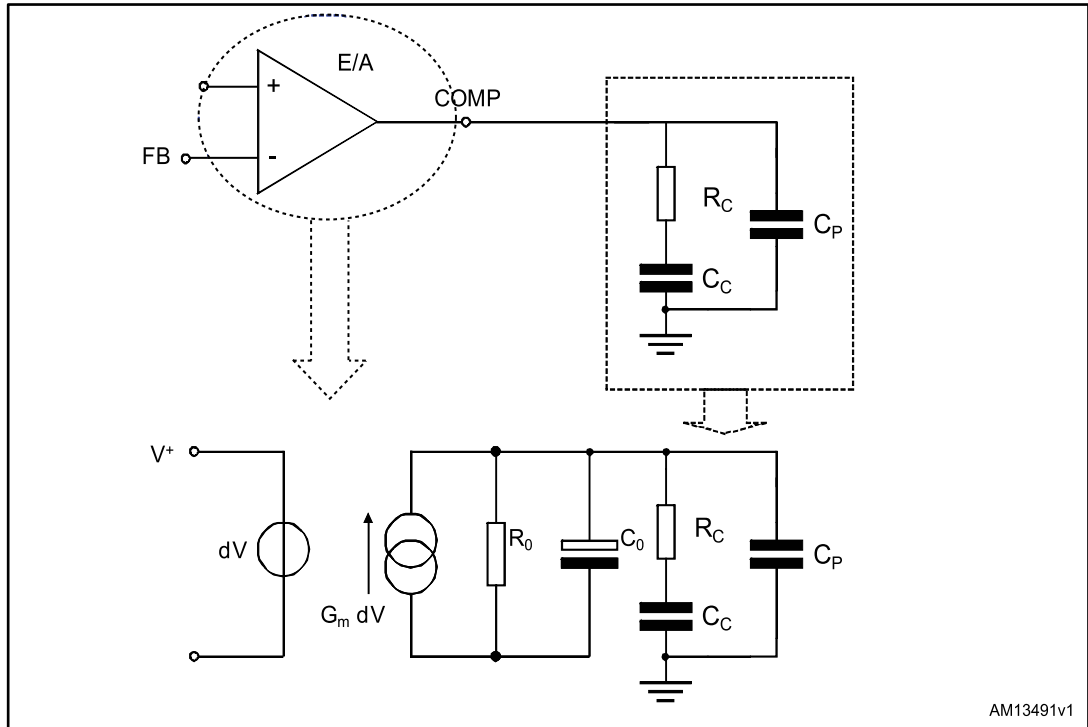 E/A
+
COMP
FB
-
R_C
C_P
C_C
V⁺
dV
G_m dV
R_0
C_0
R_C
C_P
C_C
AM13491v1